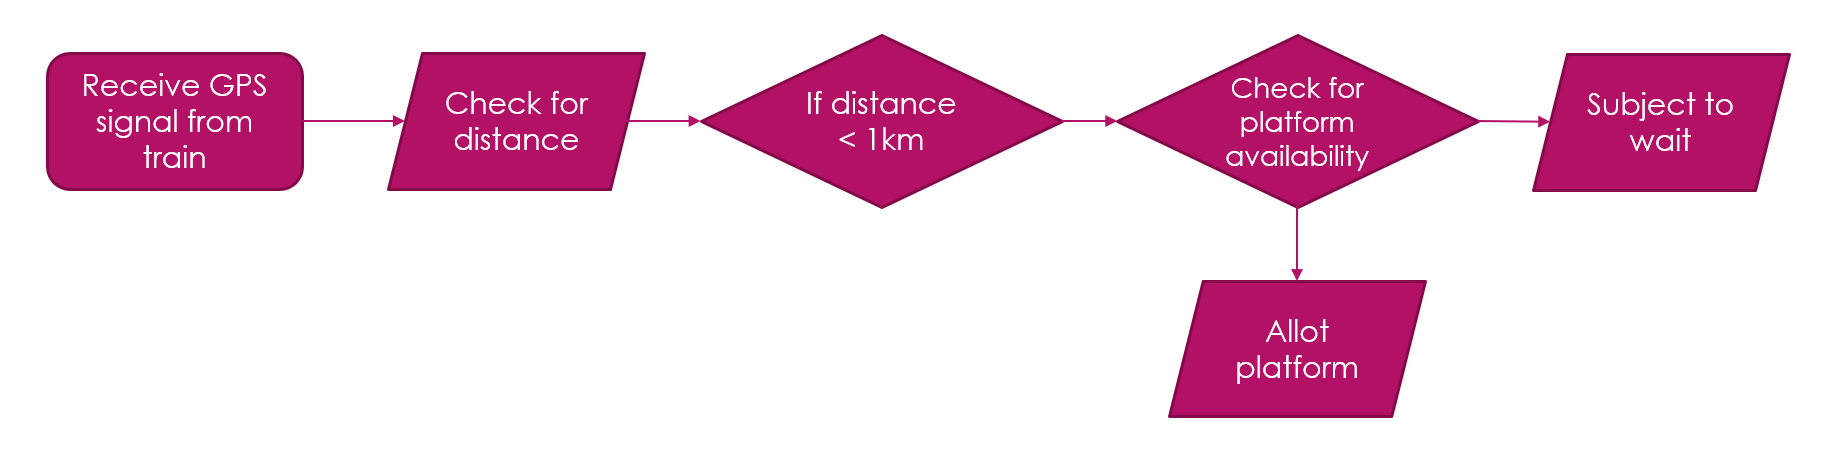 Receive GPS
signal from
train
Check for
distance
If distance
< 1km
Check for
platform
availability
Subject to
wait
Allot
platform